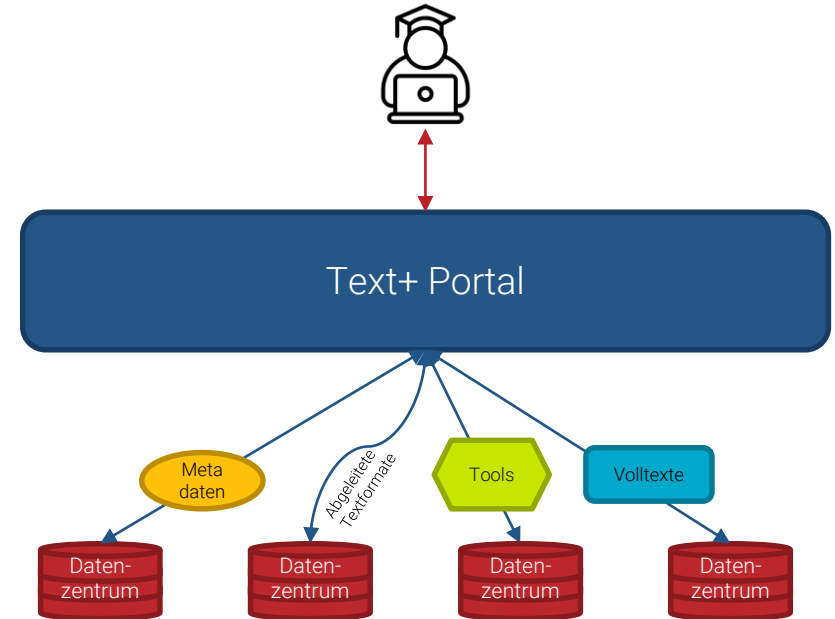 Text+ Portal
Meta
daten
Abgeleitete
Textformate
Tools
Volltexte
Daten-
zentrum
Daten-
zentrum
Daten-
zentrum
Daten-
zentrum